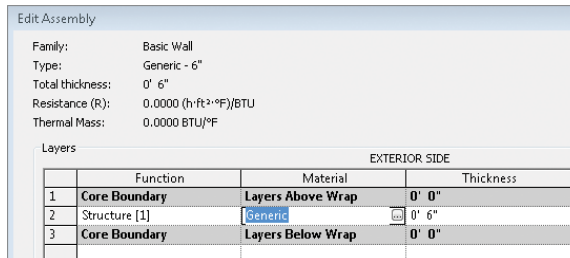 Edit Assembly
Family: Basic Wall
Type: Generic - 6"
Total thickness: 0' 6"
Resistance (R): 0.0000 (h·ft²·°F)/BTU
Thermal Mass: 0.0000 BTU/°F
Layers
EXTERIOR SIDE
Function Material Thickness
1 Core Boundary Layers Above Wrap 0' 0"
2 Structure [1] Generic ... 0' 6"
3 Core Boundary Layers Below Wrap 0' 0"